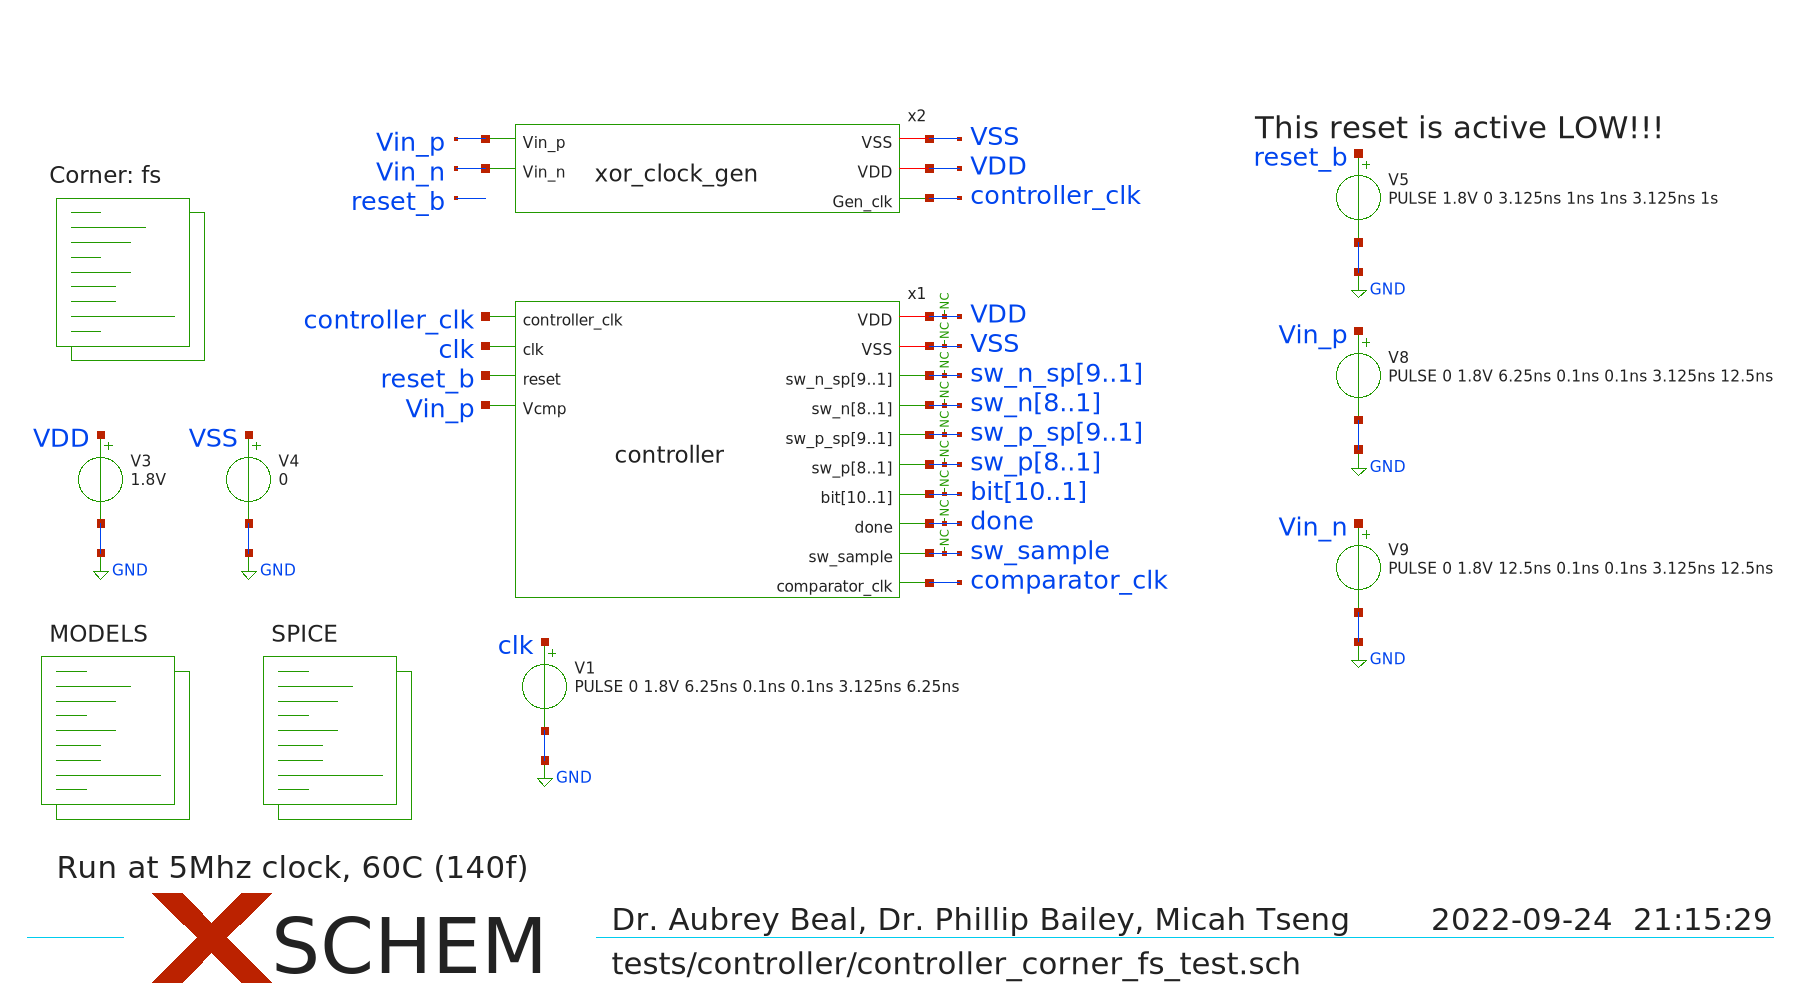 This reset is active LOW!!!
x2
Vin_p
Vin_n
reset_b
Vin_p
Vin_n
xor_clock_gen
VSS
VDD
Gen_clk
VSS
VDD
controller_clk
reset_b
V5
PULSE 1.8V 0 3.125ns 1ns 1ns 3.125ns 1s
GND
Corner: fs
x1
controller_clk
clk
reset_b
Vin_p
controller_clk
clk
reset
Vcmp
controller
VDD
VSS
sw_n_sp[9..1]
sw_n[8..1]
sw_p_sp[9..1]
sw_p[8..1]
bit[10..1]
done
sw_sample
comparator_clk
NC
NC
NC
NC
NC
NC
NC
NC
NC
VDD
VSS
sw_n_sp[9..1]
sw_n[8..1]
sw_p_sp[9..1]
sw_p[8..1]
bit[10..1]
done
sw_sample
comparator_clk
Vin_p
V8
PULSE 0 1.8V 6.25ns 0.1ns 0.1ns 3.125ns 12.5ns
GND
VDD
V3
1.8V
GND
VSS
V4
0
GND
Vin_n
V9
PULSE 0 1.8V 12.5ns 0.1ns 0.1ns 3.125ns 12.5ns
GND
MODELS
SPICE
clk
V1
PULSE 0 1.8V 6.25ns 0.1ns 0.1ns 3.125ns 6.25ns
GND
Run at 5Mhz clock, 60C (140f)
XSCHEM
Dr. Aubrey Beal, Dr. Phillip Bailey, Micah Tseng
2022-09-24 21:15:29
tests/controller/controller_corner_fs_test.sch